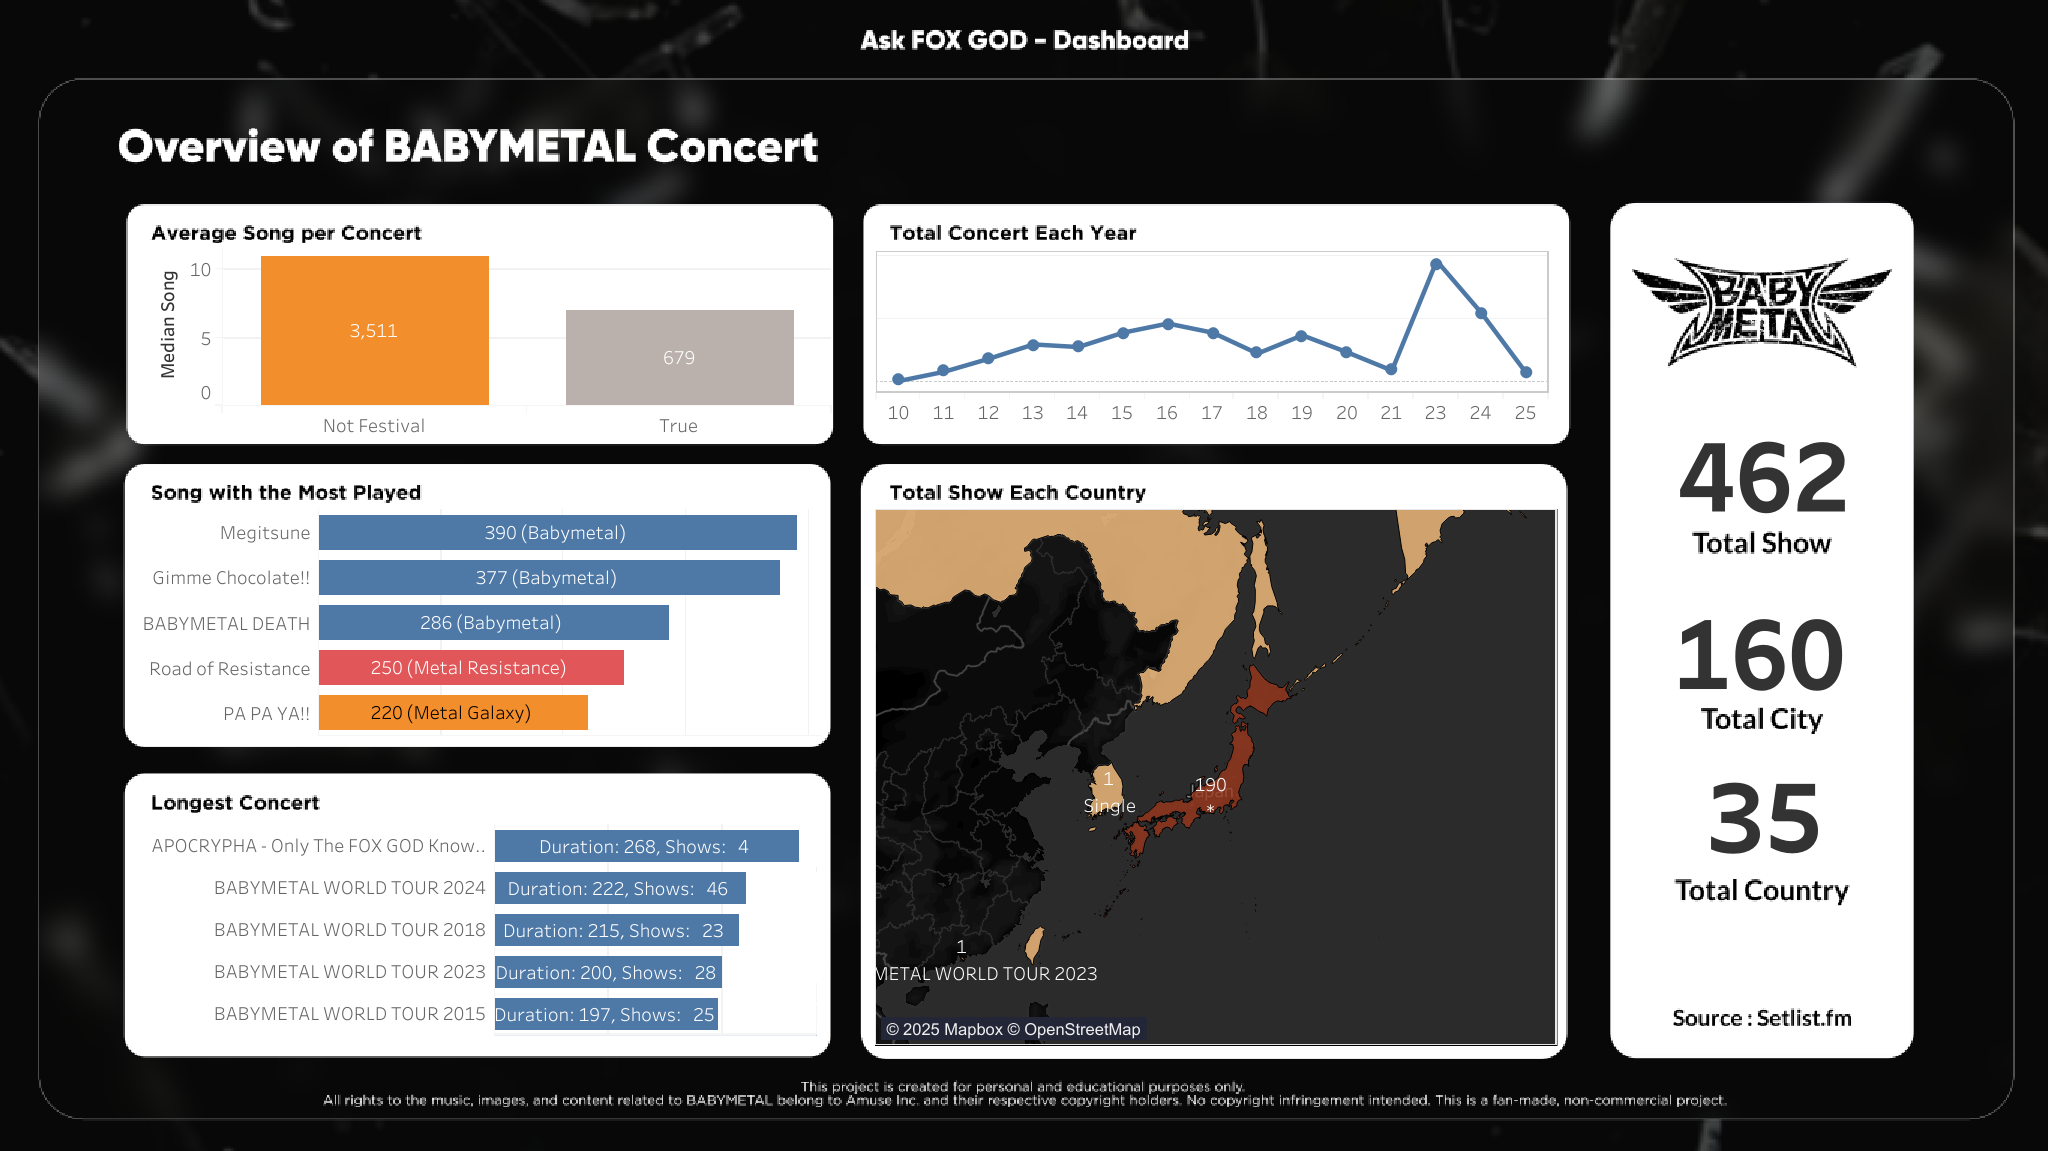 Ask FOX GOD - Dashboard
Overview of BABYMETAL Concert
Average Song per Concert
Median Song
10
5
0
3,511
679
Not Festival
True
Total Concert Each Year
10 11 12 13 14 15 16 17 18 19 20 21 23 24 25
Song with the Most Played
Megitsune 390 (Babymetal)
Gimme Chocolate!! 377 (Babymetal)
BABYMETAL DEATH 286 (Babymetal)
Road of Resistance 250 (Metal Resistance)
PA PA YA!! 220 (Metal Galaxy)
Total Show Each Country
1
Single
190
Japan
*
1
METAL WORLD TOUR 2023
© 2025 Mapbox © OpenStreetMap
Longest Concert
APOCRYPHA - Only The FOX GOD Know.. Duration: 268, Shows: 4
BABYMETAL WORLD TOUR 2024 Duration: 222, Shows: 46
BABYMETAL WORLD TOUR 2018 Duration: 215, Shows: 23
BABYMETAL WORLD TOUR 2023 Duration: 200, Shows: 28
BABYMETAL WORLD TOUR 2015 Duration: 197, Shows: 25
BABY
METAL
462
Total Show
160
Total City
35
Total Country
Source : Setlist.fm
This project is created for personal and educational purposes only.
All rights to the music, images, and content related to BABYMETAL belong to Amuse Inc. and their respective copyright holders. No copyright infringement intended. This is a fan-made, non-commercial project.